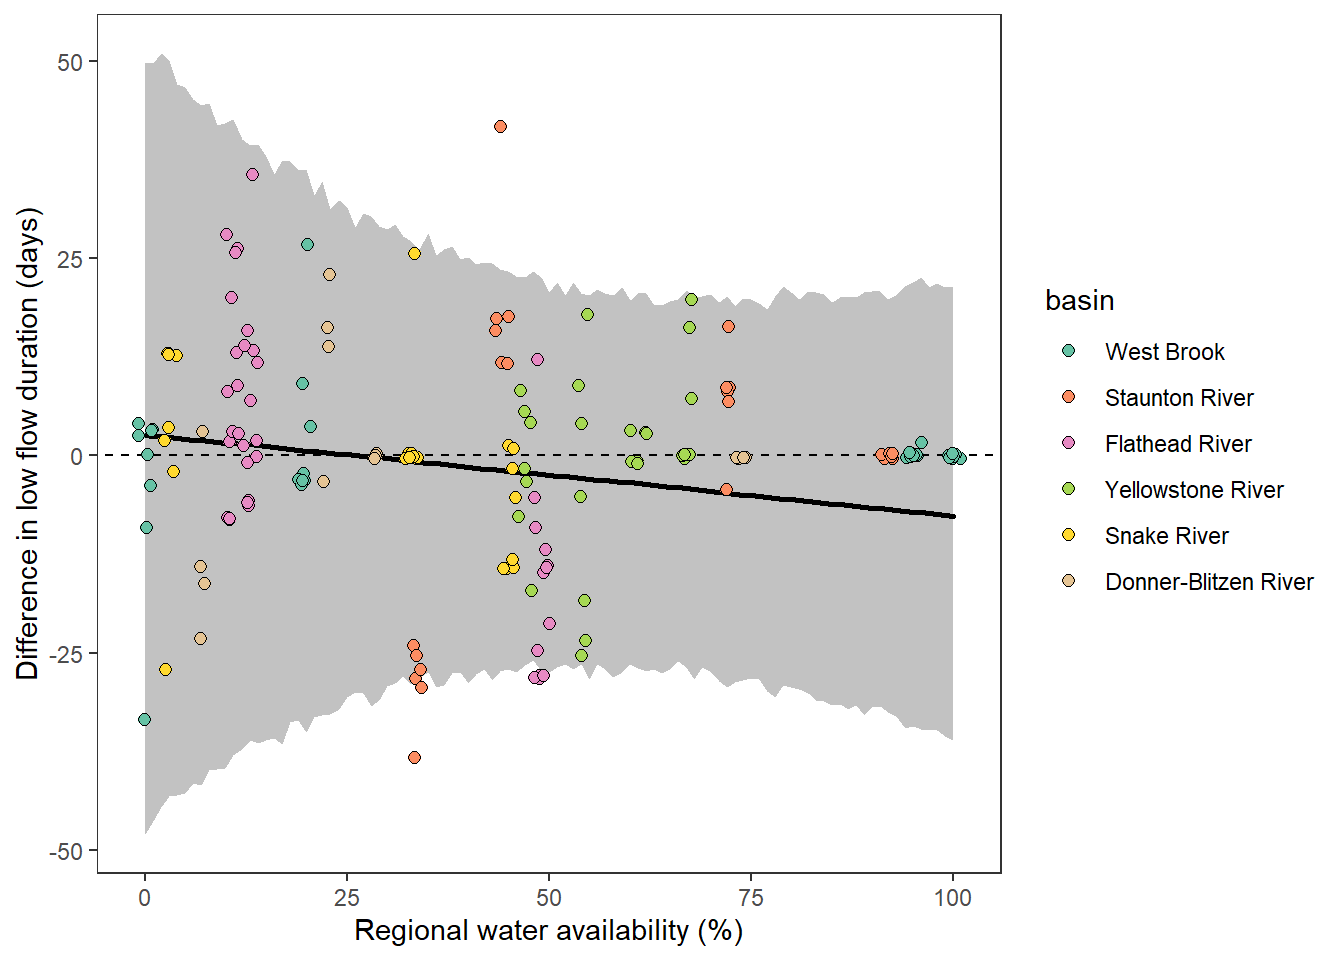 50
25
0
-25
-50
Difference in low flow duration (days)
0 25 50 75 100
Regional water availability (%)
basin
West Brook
Staunton River
Flathead River
Yellowstone River
Snake River
Donner-Blitzen River